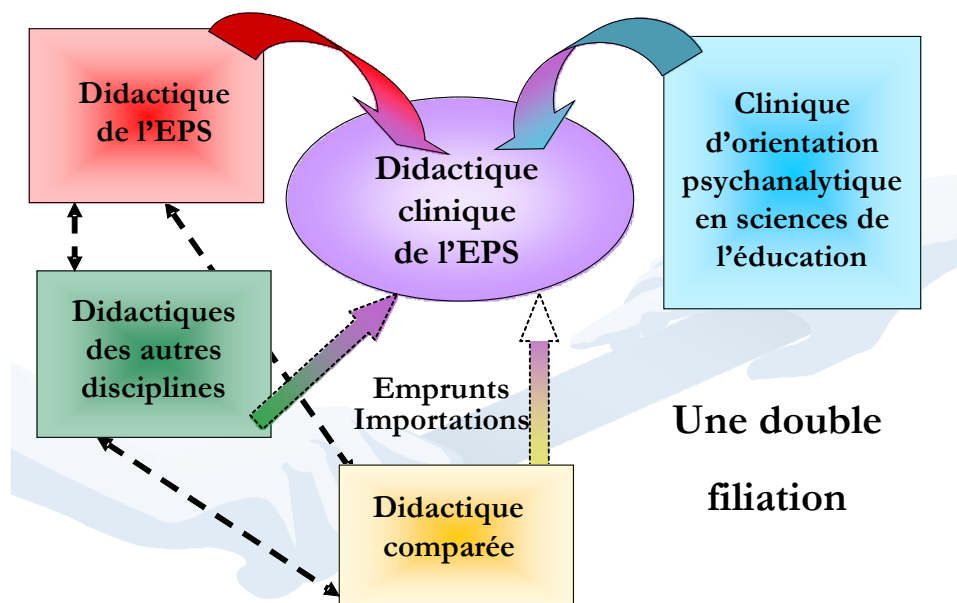 Didactique
de l’EPS
Didactique
clinique
de l’EPS
Clinique
d’orientation
psychanalytique
en sciences de
l’éducation
Didactiques
des autres
disciplines
Emprunts
Importations
Une double
filiation
Didactique
comparée